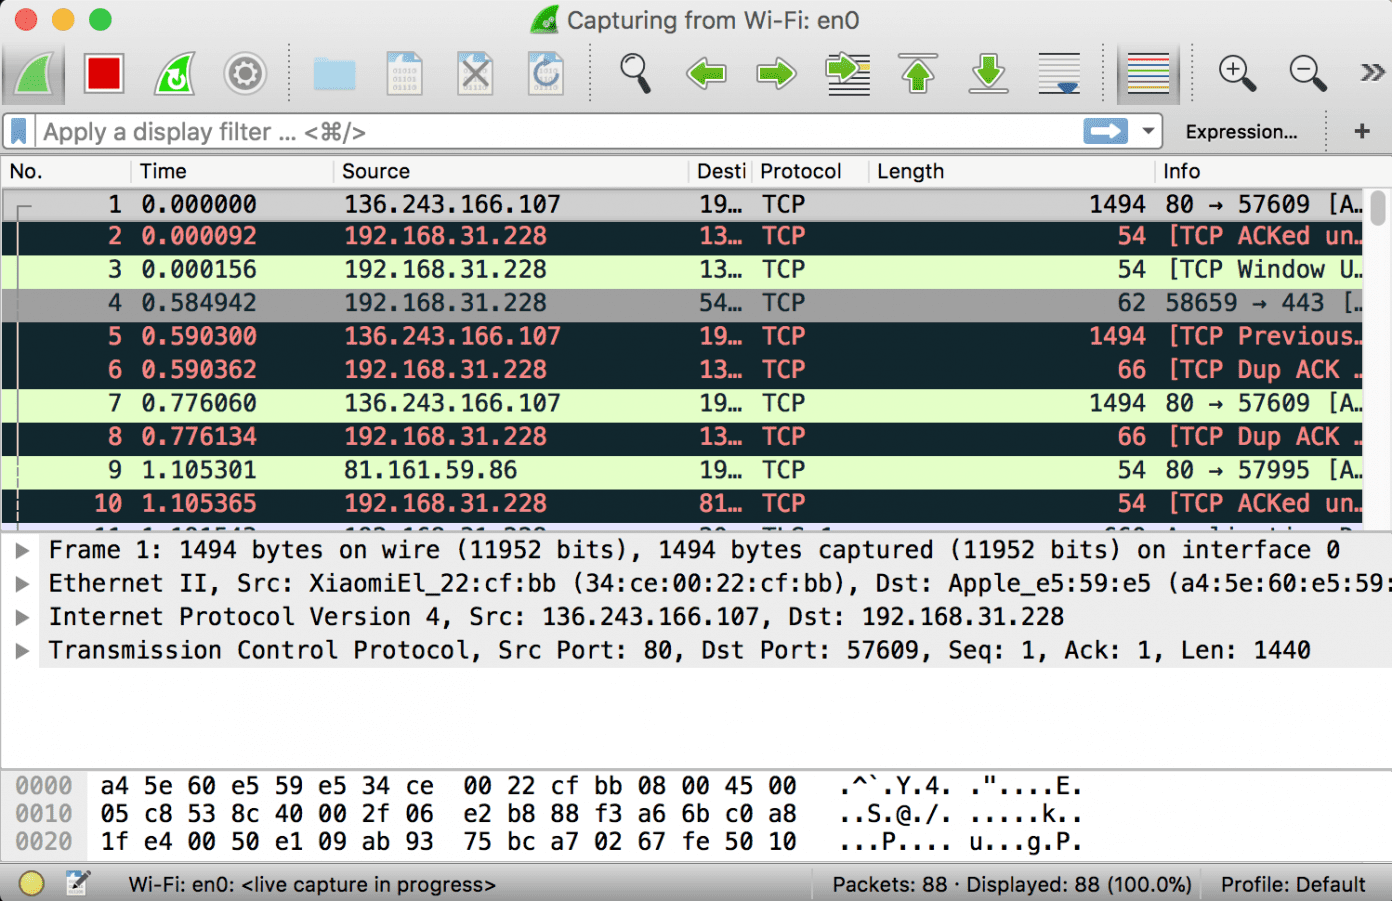 Capturing from Wi-Fi: en0
Apply a display filter ... <⌘/> Expression... +
No. Time Source Desti Protocol Length Info
1 0.000000 136.243.166.107 19… TCP 1494 80 → 57609 [A…
2 0.000092 192.168.31.228 13… TCP 54 [TCP ACKed un…
3 0.000156 192.168.31.228 13… TCP 54 [TCP Window U…
4 0.584942 192.168.31.228 54… TCP 62 58659 → 443 […
5 0.590300 136.243.166.107 19… TCP 1494 [TCP Previous…
6 0.590362 192.168.31.228 13… TCP 66 [TCP Dup ACK …
7 0.776060 136.243.166.107 19… TCP 1494 80 → 57609 [A…
8 0.776134 192.168.31.228 13… TCP 66 [TCP Dup ACK …
9 1.105301 81.161.59.86 19… TCP 54 80 → 57995 [A…
10 1.105365 192.168.31.228 81… TCP 54 [TCP ACKed un…
Frame 1: 1494 bytes on wire (11952 bits), 1494 bytes captured (11952 bits) on interface 0
Ethernet II, Src: XiaomiEl_22:cf:bb (34:ce:00:22:cf:bb), Dst: Apple_e5:59:e5 (a4:5e:60:e5:59:
Internet Protocol Version 4, Src: 136.243.166.107, Dst: 192.168.31.228
Transmission Control Protocol, Src Port: 80, Dst Port: 57609, Seq: 1, Ack: 1, Len: 1440
0000 a4 5e 60 e5 59 e5 34 ce 00 22 cf bb 08 00 45 00 .^`.Y.4. ."....E.
0010 05 c8 53 8c 40 00 2f 06 e2 b8 88 f3 a6 6b c0 a8 ..S.@./. .....k..
0020 1f e4 00 50 e1 09 ab 93 75 bc a7 02 67 fe 50 10 ...P.... u...g.P.
Wi-Fi: en0: <live capture in progress> Packets: 88 · Displayed: 88 (100.0%) Profile: Default